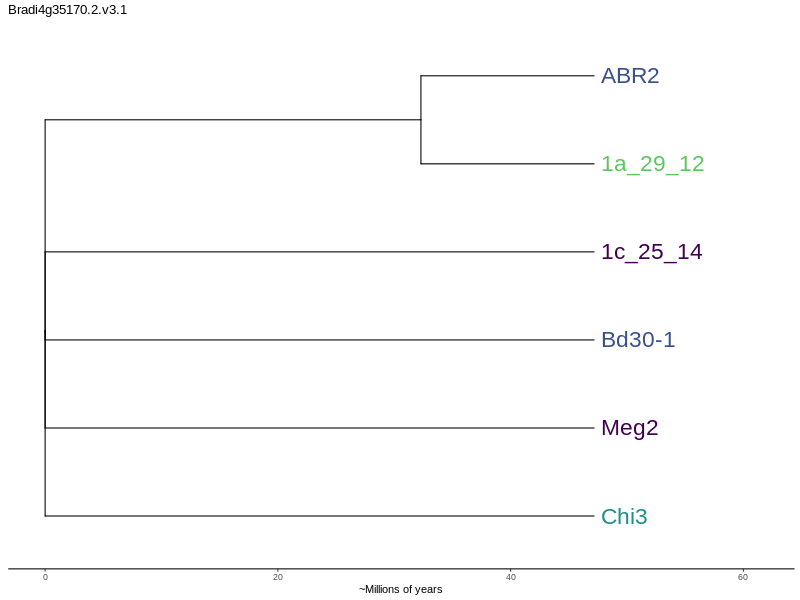 Bradi4g35170.2.v3.1
ABR2
1a_29_12
1c_25_14
Bd30-1
Meg2
Chi3
0 20 40 60
~Millions of years